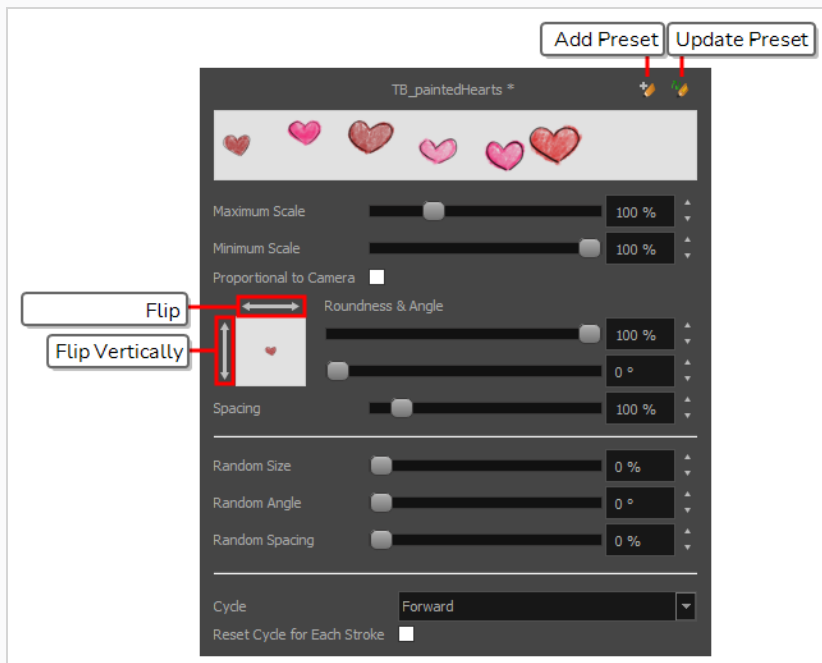 Add Preset Update Preset
TB_paintedHearts *
Maximum Scale 100 %
Minimum Scale 100 %
Proportional to Camera
Flip Roundness & Angle
100 %
Flip Vertically
0 °
Spacing 100 %
Random Size 0 %
Random Angle 0 °
Random Spacing 0 %
Cycle Forward
Reset Cycle for Each Stroke